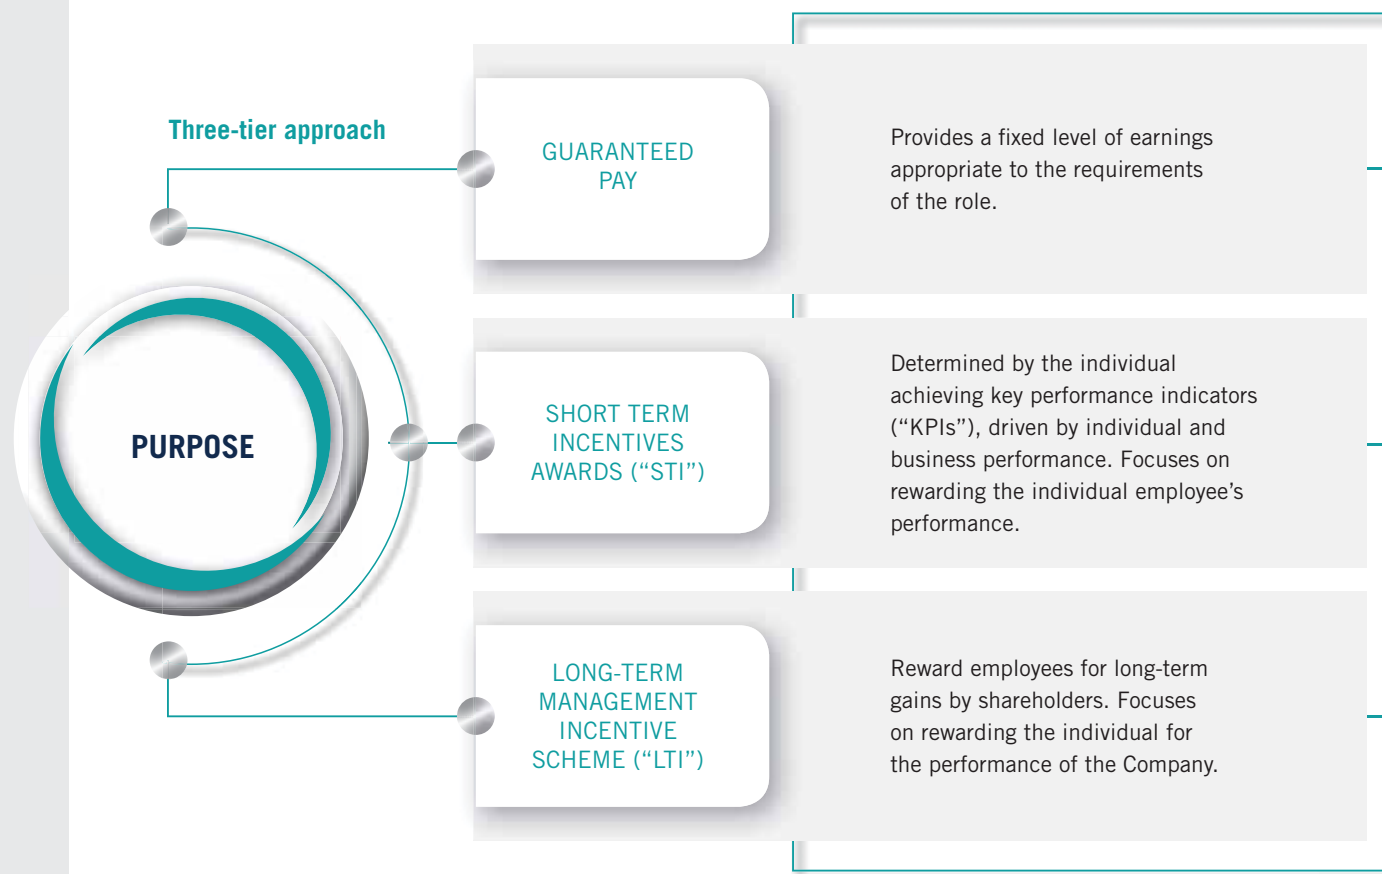 Three-tier approach
PURPOSE
GUARANTEED
PAY
Provides a fixed level of earnings
appropriate to the requirements
of the role.
SHORT TERM
INCENTIVES
AWARDS (“STI”)
Determined by the individual
achieving key performance indicators
(“KPIs”), driven by individual and
business performance. Focuses on
rewarding the individual employee’s
performance.
LONG-TERM
MANAGEMENT
INCENTIVE
SCHEME (“LTI”)
Reward employees for long-term
gains by shareholders. Focuses
on rewarding the individual for
the performance of the Company.